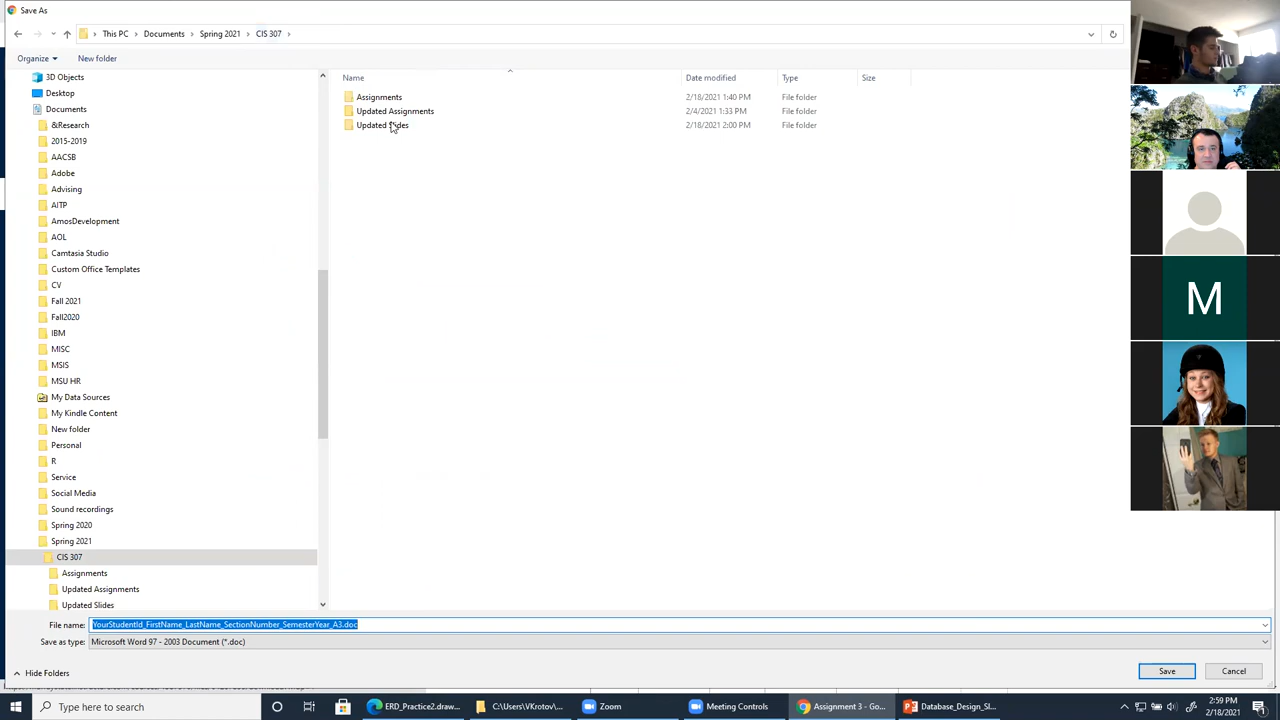 Save As
This PC > Documents > Spring 2021 > CIS 307 >
Organize New folder
Name Date modified Type Size
Assignments 2/18/2021 1:40 PM File folder
Updated Assignments 2/4/2021 1:33 PM File folder
Updated Slides 2/18/2021 2:00 PM File folder
3D Objects
Desktop
Documents
&Research
2015-2019
AACSB
Adobe
Advising
AITP
AmosDevelopment
AOL
Camtasia Studio
Custom Office Templates
CV
Fall 2021
Fall2020
IBM
MISC
MSIS
MSU HR
My Data Sources
My Kindle Content
New folder
Personal
R
Service
Social Media
Sound recordings
Spring 2020
Spring 2021
CIS 307
Assignments
Updated Assignments
Updated Slides
M
File name: YourStudentId_FirstName_LastName_SectionNumber_SemesterYear_A3.doc
Save as type: Microsoft Word 97 - 2003 Document (*.doc)
Hide Folders Save Cancel
Type here to search ERD_Practice2.draw... C:\Users\VKrotov\... Zoom Meeting Controls Assignment 3 - Go... Database_Design_Sl... 2:59 PM
2/18/2021